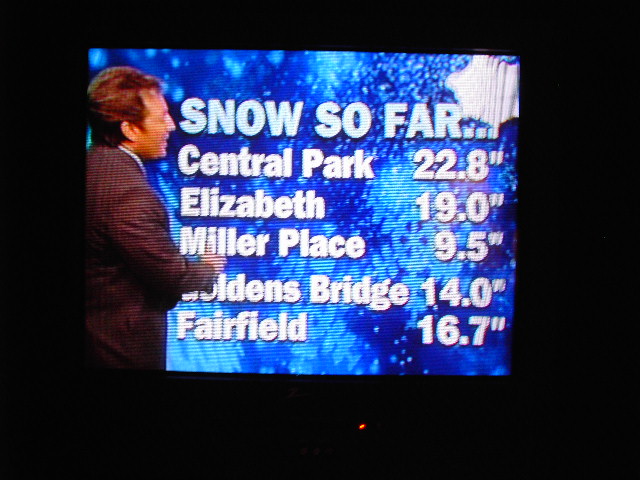 SNOW SO FAR...
Central Park 22.8"
Elizabeth 19.0"
Miller Place 9.5"
Goldens Bridge 14.0"
Fairfield 16.7"